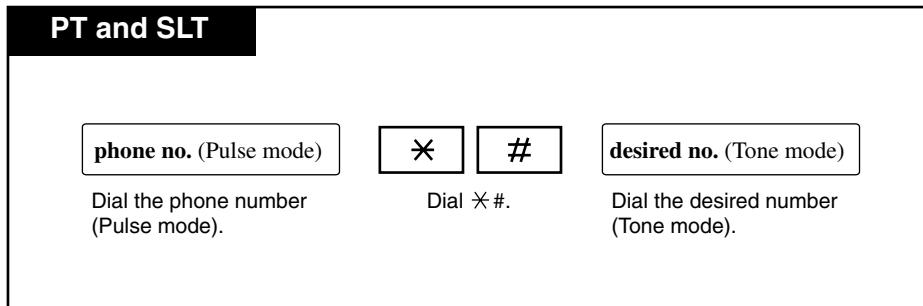 PT and SLT
phone no. (Pulse mode)
✳ #
desired no. (Tone mode)
Dial the phone number
(Pulse mode).
Dial ✳#.
Dial the desired number
(Tone mode).